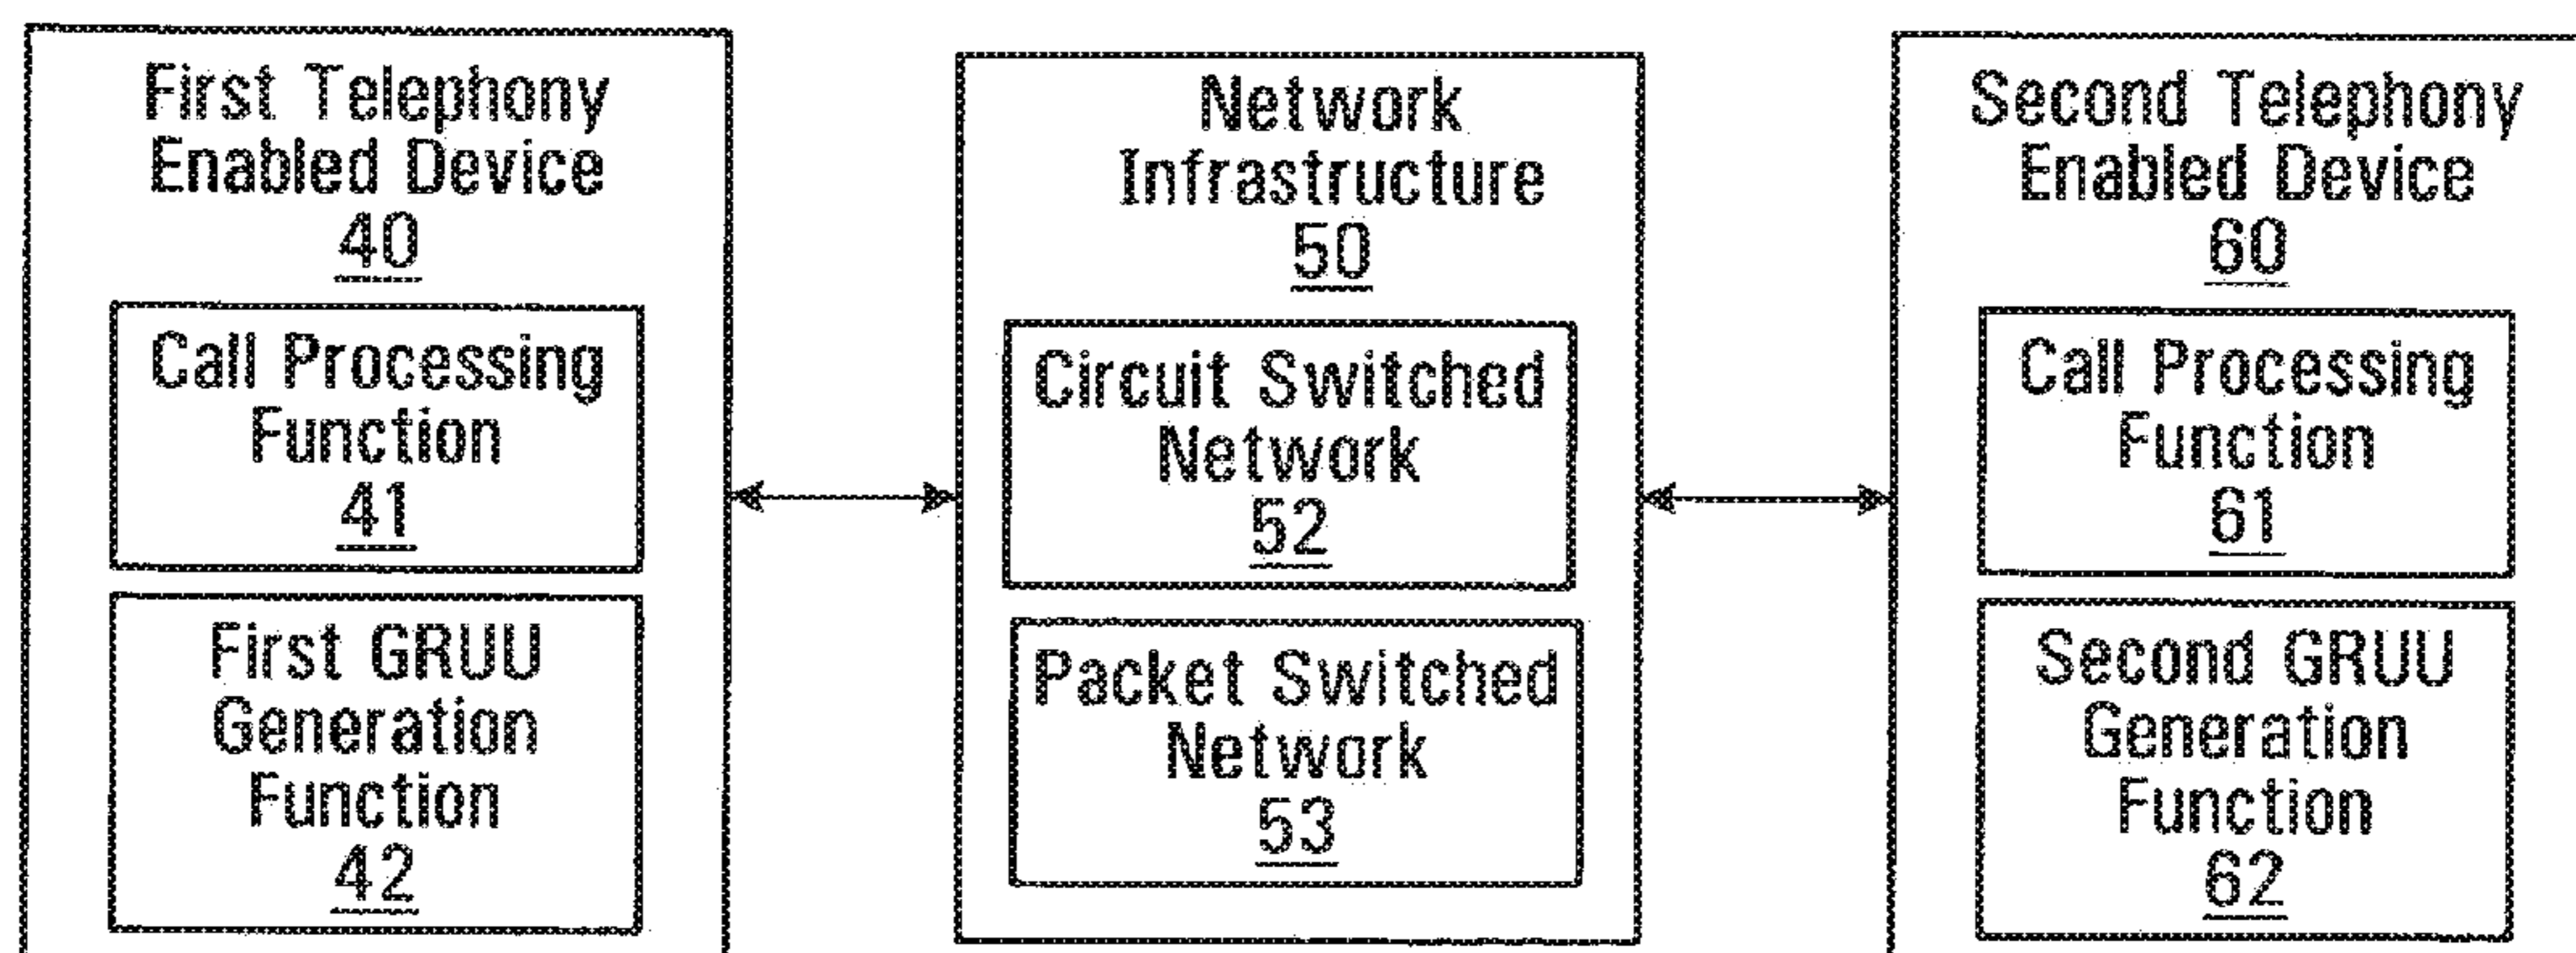 First Telephony
Enabled Device
40
Call Processing
Function
41
First GRUU
Generation
Function
42
Network
Infrastructure
50
Circuit Switched
Network
52
Packet Switched
Network
53
Second Telephony
Enabled Device
60
Call Processing
Function
61
Second GRUU
Generation
Function
62